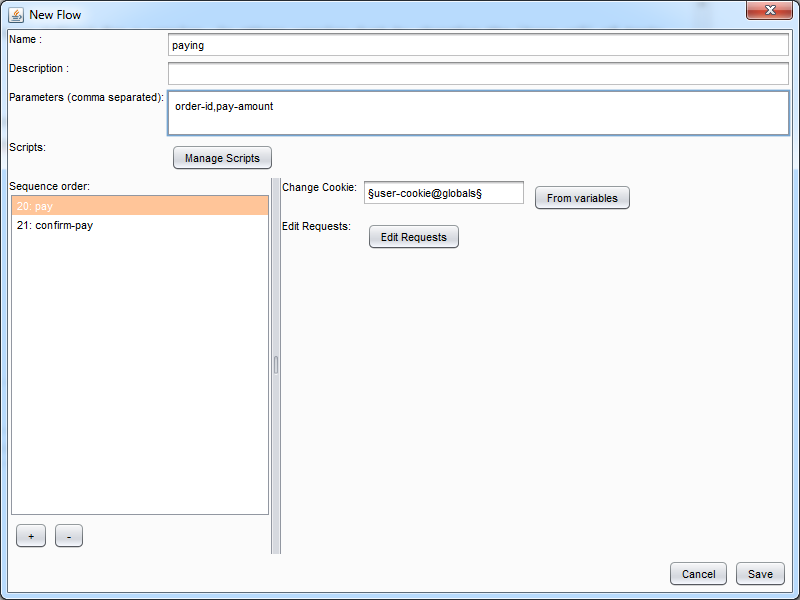 New Flow
Name :
paying
Description :
Parameters (comma separated):
order-id,pay-amount
Scripts:
Manage Scripts
Sequence order:
20: pay
21: confirm-pay
+
-
Change Cookie:
§user-cookie@globals§
From variables
Edit Requests:
Edit Requests
Cancel
Save